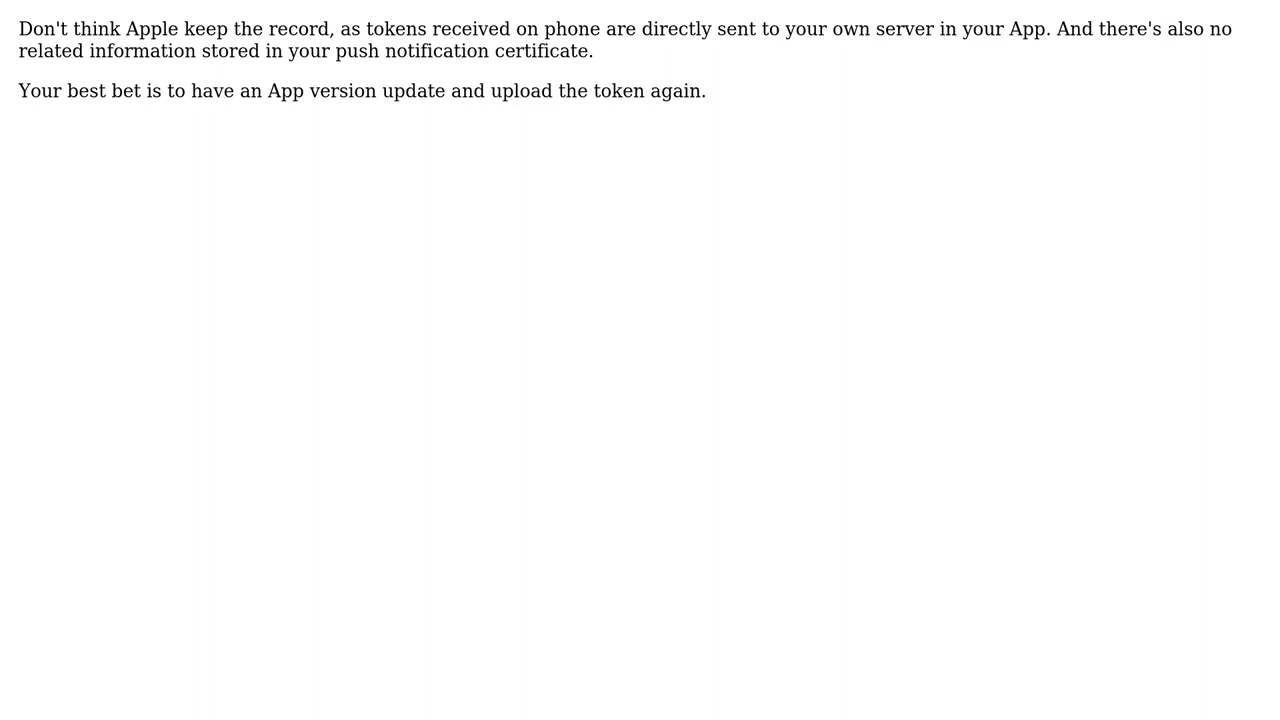 Don't think Apple keep the record, as tokens received on phone are directly sent to your own server in your App. And there's also no
related information stored in your push notification certificate.
Your best bet is to have an App version update and upload the token again.